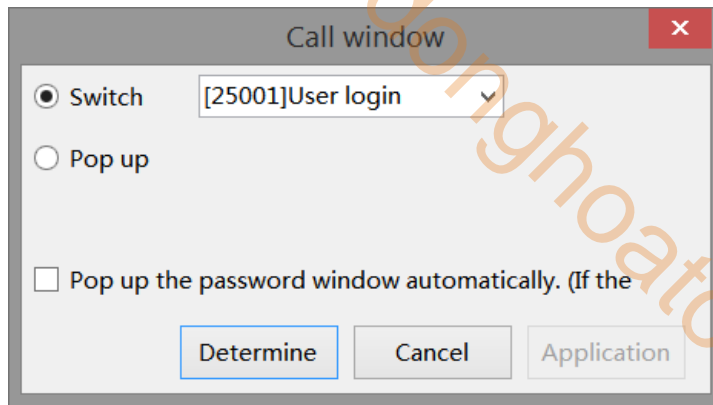 Call window
Switch [25001]User login
Pop up
Pop up the password window automatically. (If the
Determine Cancel Application